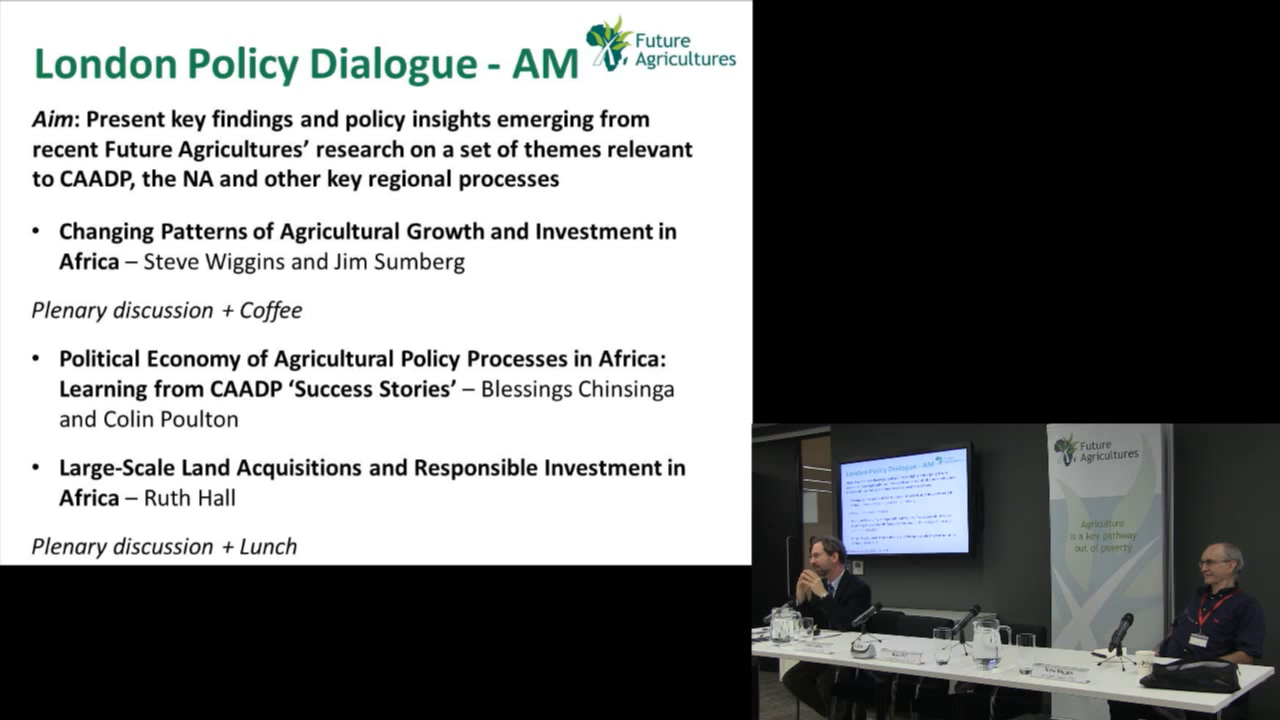 London Policy Dialogue - AM
Future
Agricultures
Aim: Present key findings and policy insights emerging from
recent Future Agricultures’ research on a set of themes relevant
to CAADP, the NA and other key regional processes
• Changing Patterns of Agricultural Growth and Investment in
Africa – Steve Wiggins and Jim Sumberg
Plenary discussion + Coffee
• Political Economy of Agricultural Policy Processes in Africa:
Learning from CAADP ‘Success Stories’ – Blessings Chinsinga
and Colin Poulton
• Large-Scale Land Acquisitions and Responsible Investment in
Africa – Ruth Hall
Plenary discussion + Lunch
London Policy Dialogue - AM
Future
Agricultures
Agriculture
is a key pathway
out of poverty